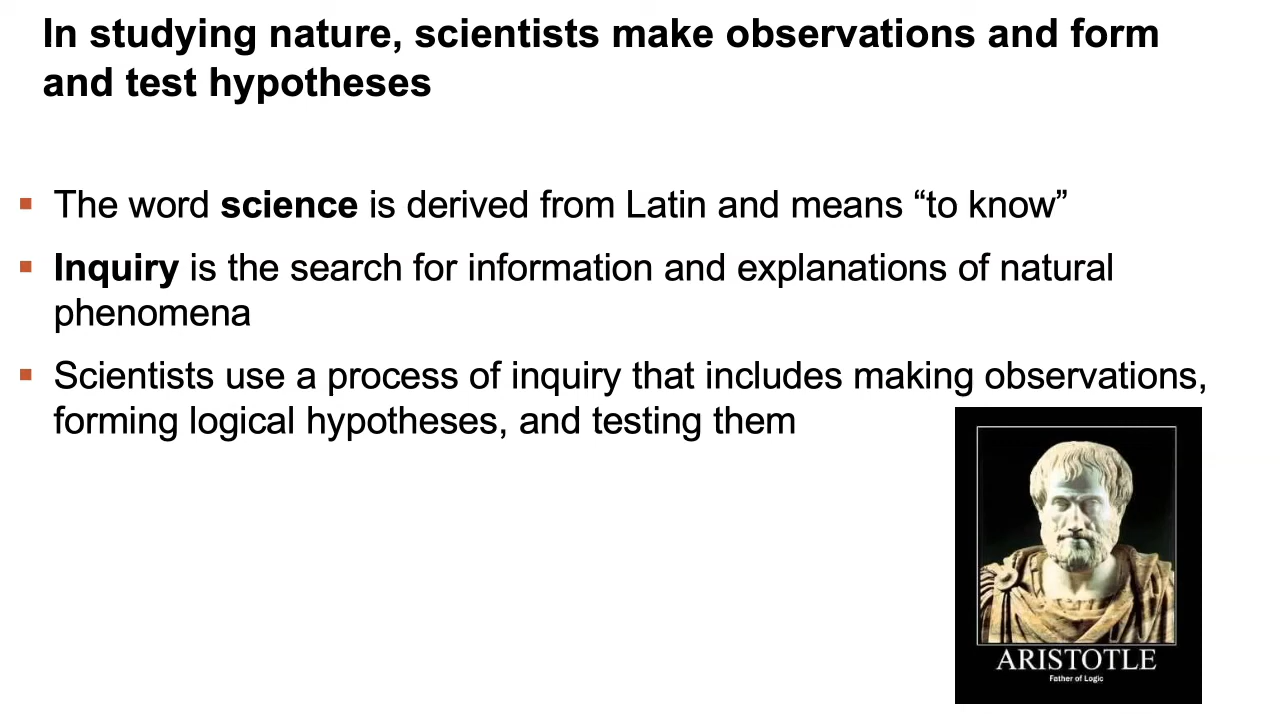 In studying nature, scientists make observations and form
and test hypotheses
▪ The word science is derived from Latin and means “to know”
▪ Inquiry is the search for information and explanations of natural
phenomena
▪ Scientists use a process of inquiry that includes making observations,
forming logical hypotheses, and testing them
ARISTOTLE
Father of Logic